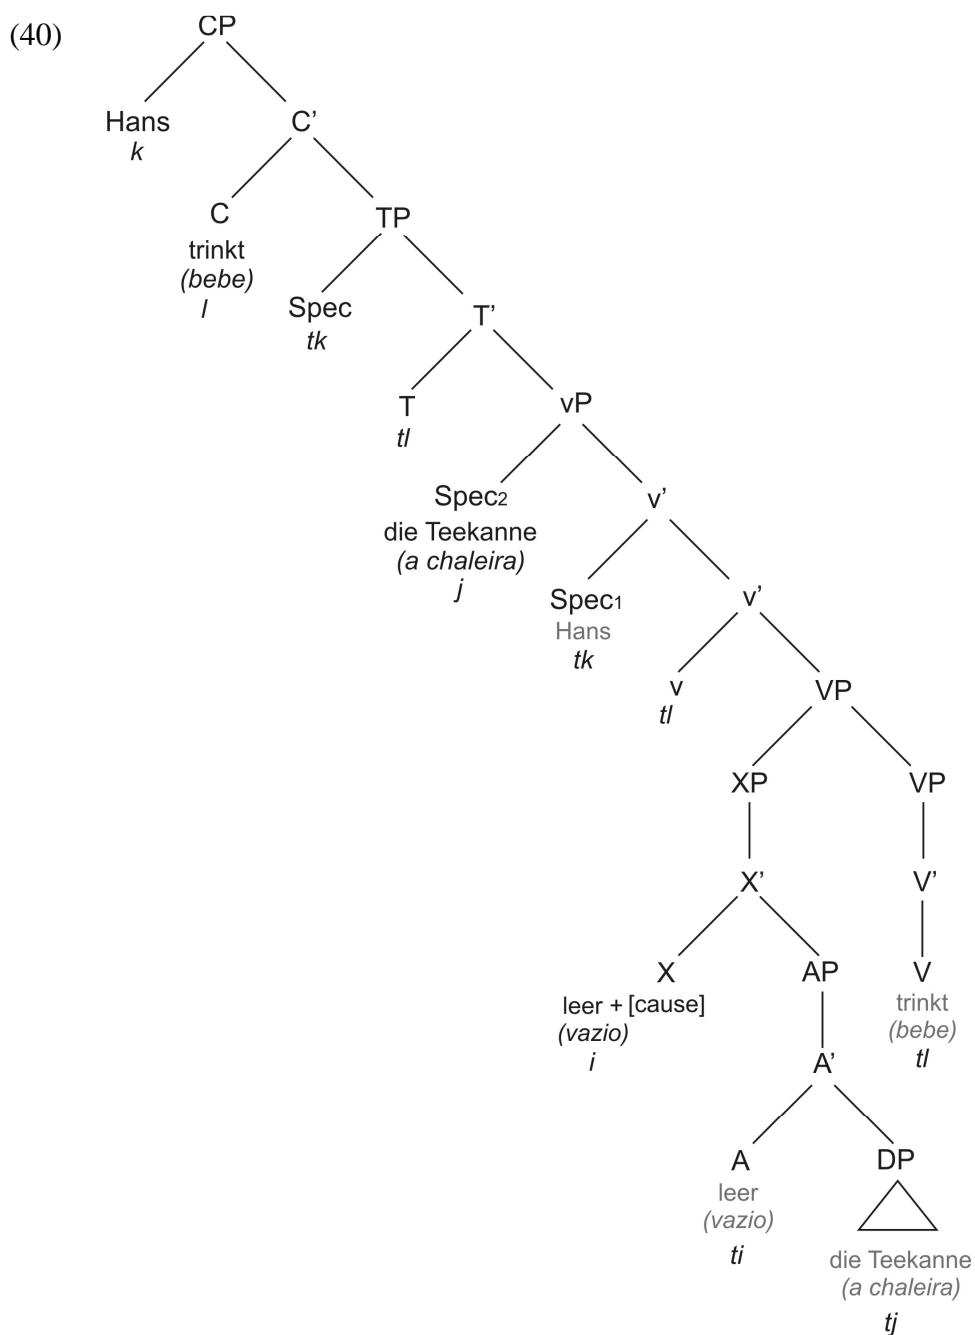 (40)
CP
Hans
k
C’
C
trinkt
(bebe)
l
TP
Spec
tk
T’
T
tl
vP
Spec2
die Teekanne
(a chaleira)
j
v’
Spec1
Hans
tk
v’
v
tl
VP
XP
VP
X’
V’
X
leer + [cause]
(vazio)
i
AP
V
trinkt
(bebe)
tl
A’
A
leer
(vazio)
ti
DP
die Teekanne
(a chaleira)
tj